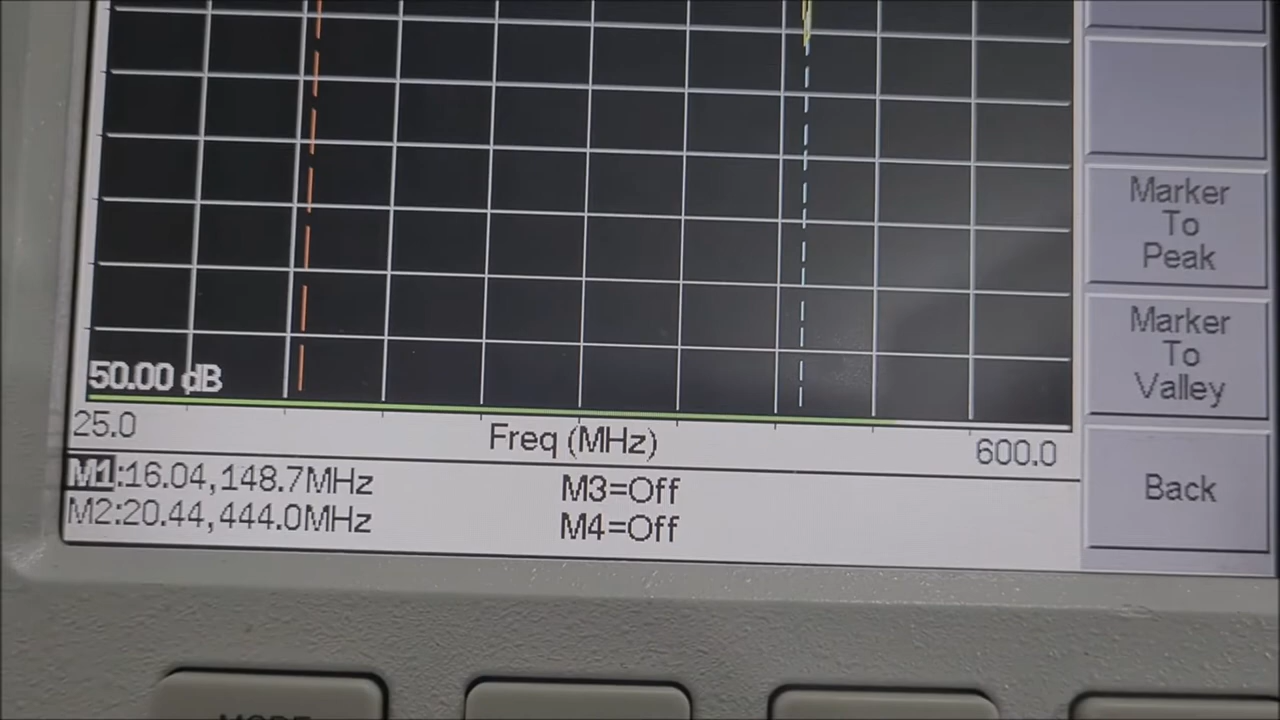 Marker
To
Peak
Marker
To
Valley
Back
50.00 dB
25.0
Freq (MHz)
600.0
M1:16.04,148.7MHz
M3=Off
M2:20.44,444.0MHz
M4=Off
MODE